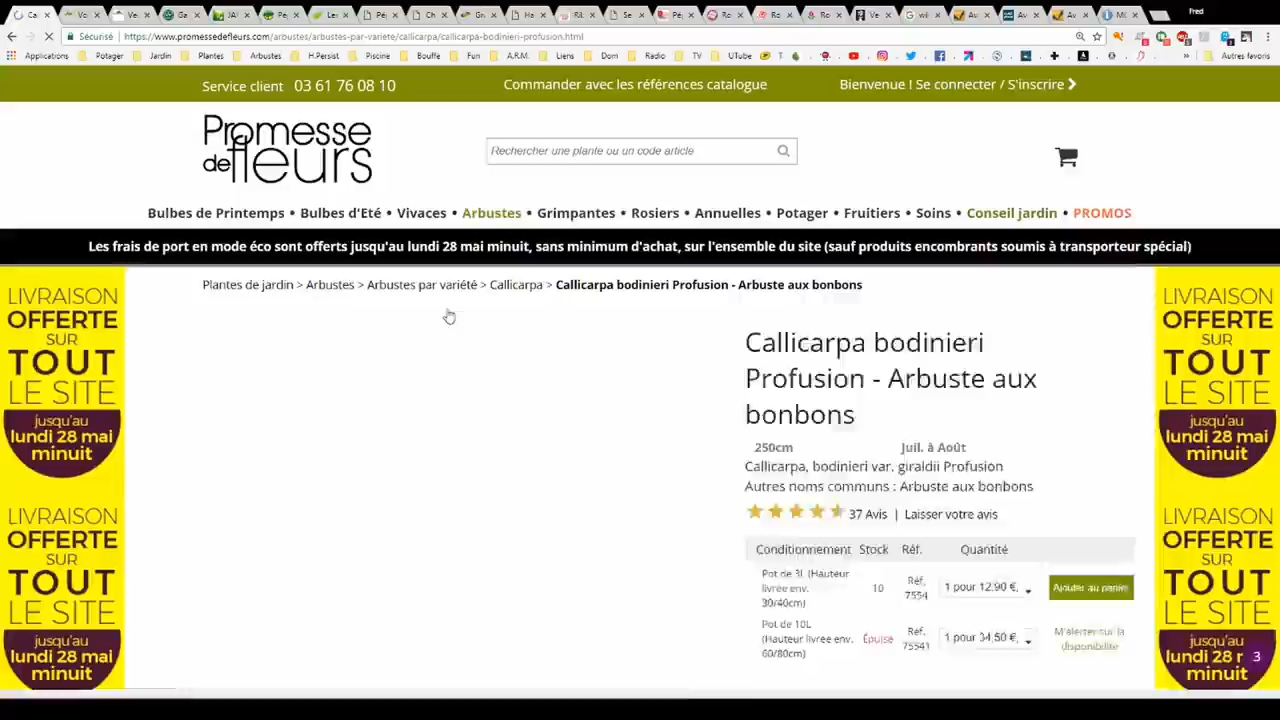 Fred
Sécurisé | https://www.promessedefleurs.com/arbustes/arbustes-par-variete/callicarpa/callicarpa-bodinieri-profusion.html
Applications Potager Jardin Plantes Arbustes H.Persist Piscine Bouffe Fun A.R.M. Liens Dom Radio TV UTube Autres favoris
Service client 03 61 76 08 10 Commander avec les références catalogue Bienvenue ! Se connecter / S'inscrire
Promesse de fleurs
Rechercher une plante ou un code article
Bulbes de Printemps • Bulbes d'Eté • Vivaces • Arbustes • Grimpantes • Rosiers • Annuelles • Potager • Fruitiers • Soins • Conseil jardin • PROMOS
Les frais de port en mode éco sont offerts jusqu'au lundi 28 mai minuit, sans minimum d'achat, sur l'ensemble du site (sauf produits encombrants soumis à transporteur spécial)
Plantes de jardin > Arbustes > Arbustes par variété > Callicarpa > Callicarpa bodinieri Profusion - Arbuste aux bonbons
LIVRAISON
OFFERTE
SUR
TOUT
LE SITE
jusqu'au
lundi 28 mai
minuit
LIVRAISON
OFFERTE
SUR
TOUT
LE SITE
jusqu'au
lundi 28 mai
minuit
Callicarpa bodinieri
Profusion - Arbuste aux
bonbons
250cm Juil. à Août
Callicarpa, bodinieri var. giraldii Profusion
Autres noms communs : Arbuste aux bonbons
37 Avis | Laisser votre avis
Conditionnement Stock Réf. Quantité
Pot de 3L (Hauteur
livrée env.
30/40cm)
10
Réf.
7554
1 pour 12,90 €,
Ajouter au panier
Pot de 10L
(Hauteur livrée env.
60/80cm)
Épuisé
Réf.
75541
1 pour 34,50 €,
M'alerter sur la
disponibilité
LIVRAISON
OFFERTE
SUR
TOUT
LE SITE
jusqu'au
lundi 28 mai
minuit
LIVRAISON
OFFERTE
SUR
TOUT
LE SITE
jusqu'au
lundi 28 r 3
minuit